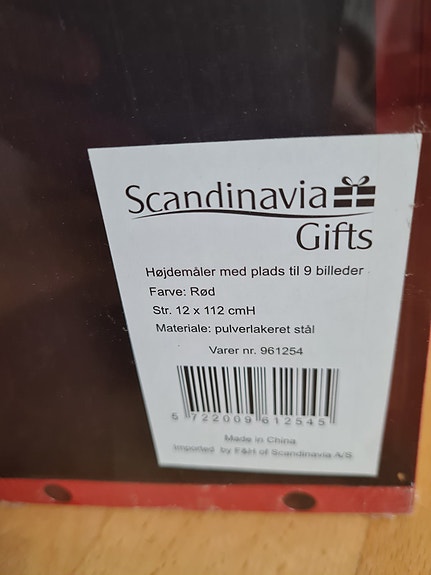 Scandinavia
Gifts
Højdemåler med plads til 9 billeder
Farve: Rød
Str. 12 x 112 cmH
Materiale: pulverlakeret stål
Varer nr. 961254
5 722009 612545
Made in China
Imported by F&H of Scandinavia A/S